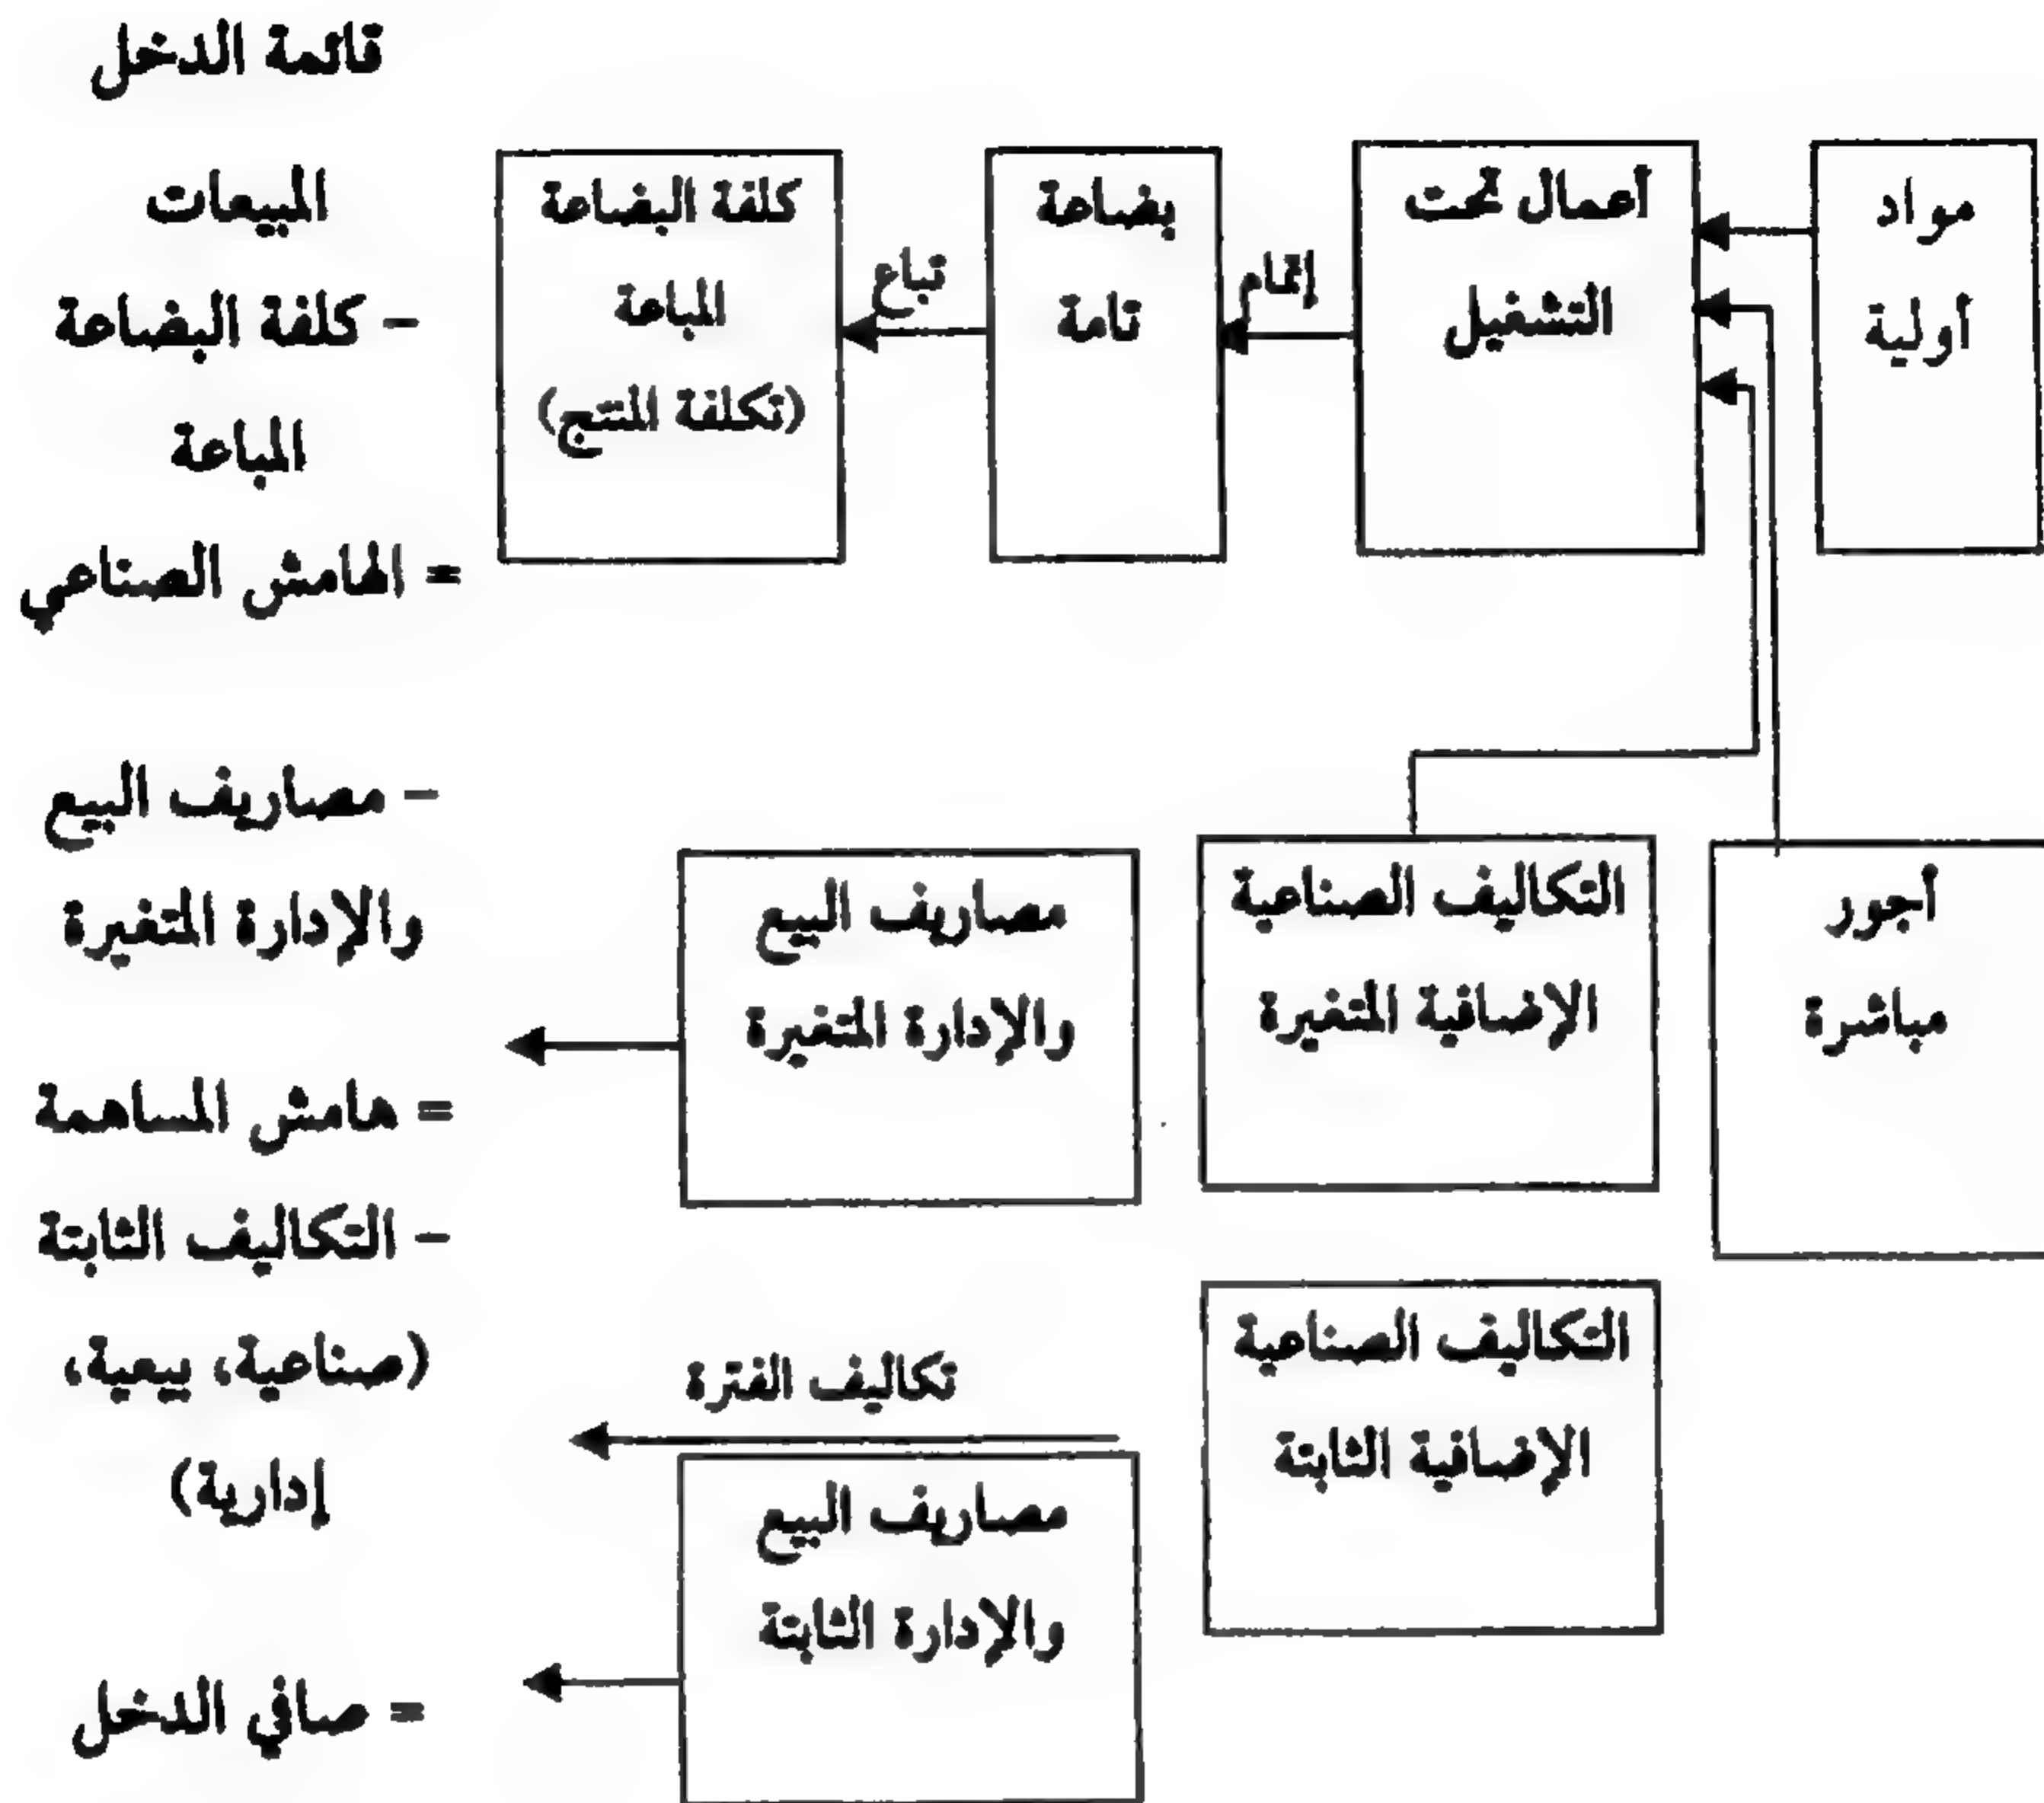 قائمة الدخل
مواد
أولية
أعمال تحت
التشغيل
إتمام
بضاعة
تامة
تباع
كلفة البضاعة
المباعة
(تكلفة المنتج)
المبيعات
- كلفة البضاعة
المباعة
= الهامش الصناعي
أجور
مباشرة
التكاليف الصناعية
الإضافية المتغيرة
مصاريف البيع
والإدارة المتغيرة
- مصاريف البيع
والإدارة المتغيرة
= هامش المساهمة
التكاليف الصناعية
الإضافية الثابتة
تكاليف الفترة
مصاريف البيع
والإدارة الثابتة
- التكاليف الثابتة
(صناعية، بيعية،
إدارية)
= صافي الدخل